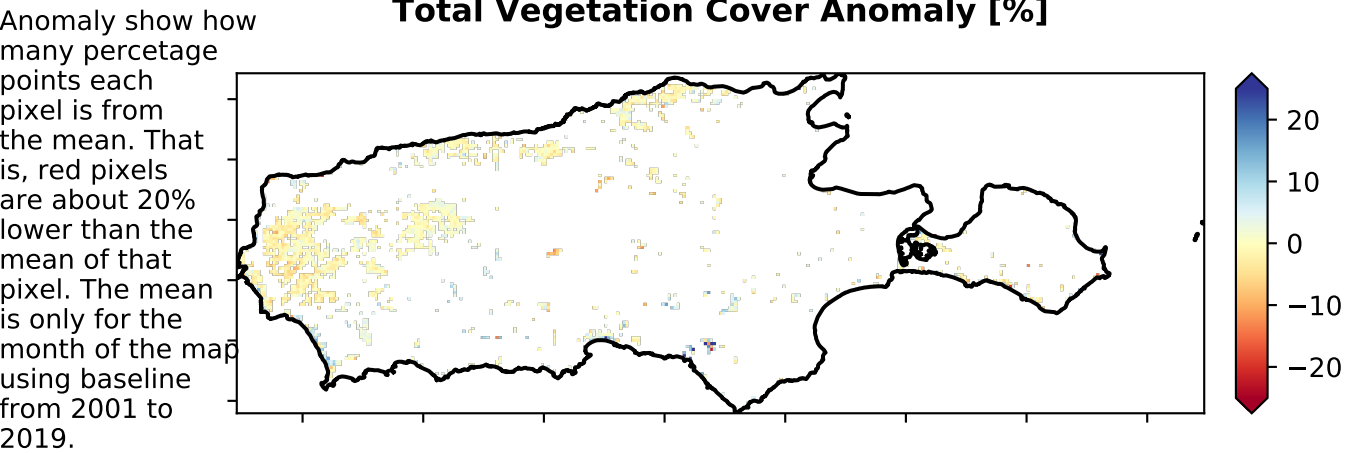 Total Vegetation Cover Anomaly [%]
Anomaly show how
many percetage
points each
pixel is from
the mean. That
is, red pixels
are about 20%
lower than the
mean of that
pixel. The mean
is only for the
month of the map
using baseline
from 2001 to
2019.
20
10
0
−10
−20